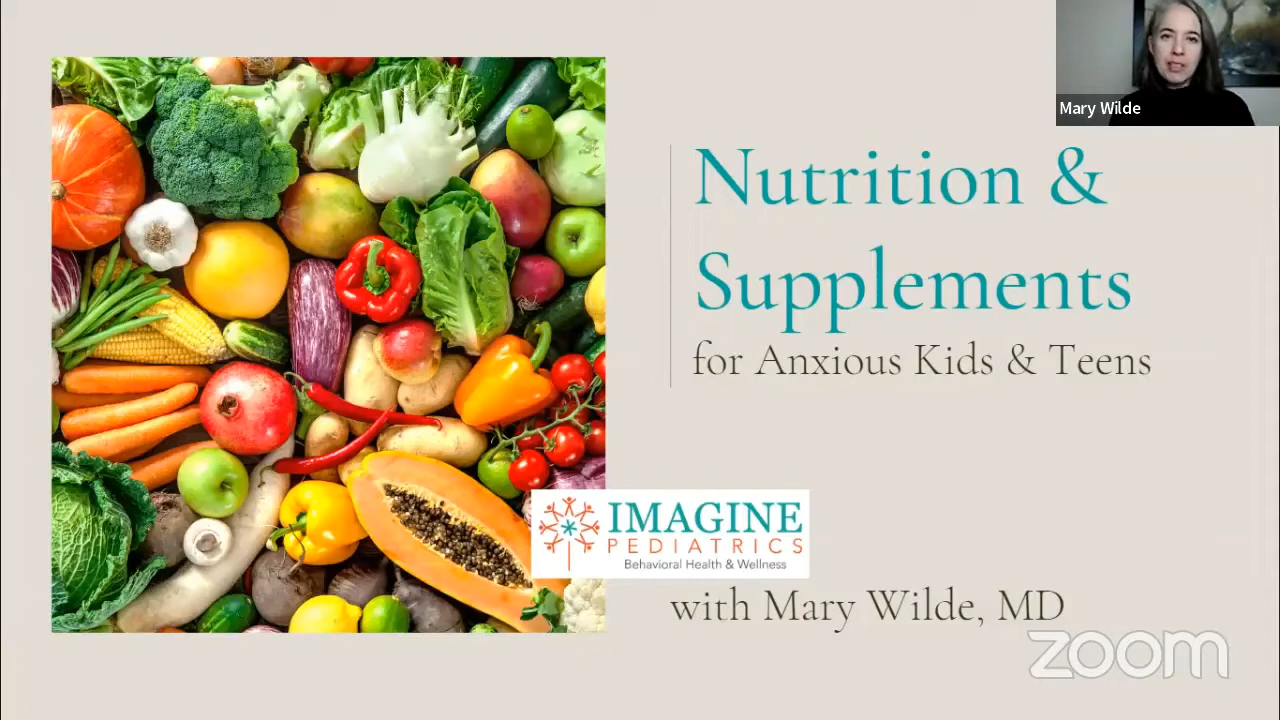 Mary Wilde
Nutrition &
Supplements
for Anxious Kids & Teens
IMAGINE
PEDIATRICS
Behavioral Health & Wellness
with Mary Wilde, MD
zoom